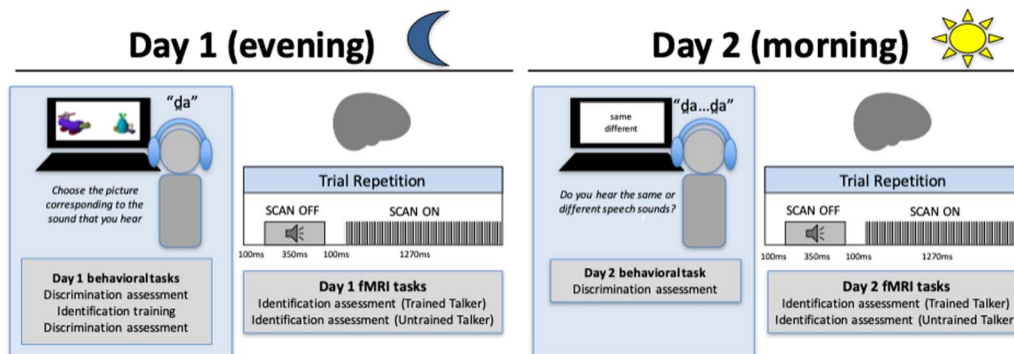 Day 1 (evening)
"d̪a"
Choose the picture
corresponding to the
sound that you hear
Day 1 behavioral tasks
Discrimination assessment
Identification training
Discrimination assessment
Trial Repetition
SCAN OFF
SCAN ON
100ms
350ms
100ms
1270ms
Day 1 fMRI tasks
Identification assessment (Trained Talker)
Identification assessment (Untrained Talker)
Day 2 (morning)
same
different
"d̪a...d̪a"
Do you hear the same or
different speech sounds?
Day 2 behavioral task
Discrimination assessment
Trial Repetition
SCAN OFF
SCAN ON
100ms
350ms
100ms
1270ms
Day 2 fMRI tasks
Identification assessment (Trained Talker)
Identification assessment (Untrained Talker